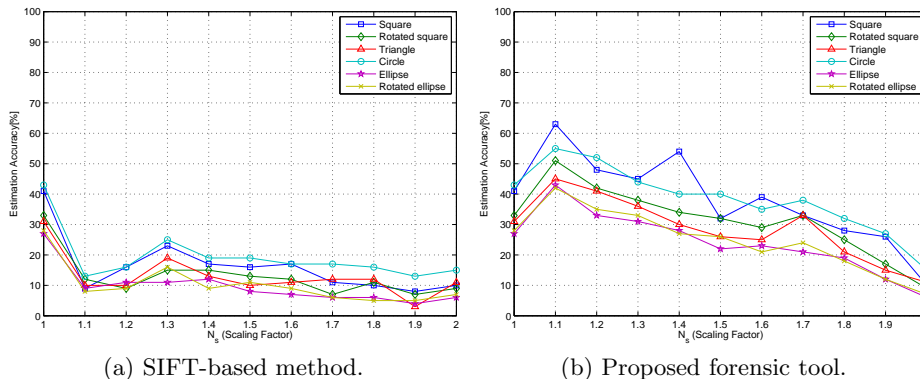 100
90
80
70
60
50
40
30
20
10
0
Estimation Accuracy[%]
1 1.1 1.2 1.3 1.4 1.5 1.6 1.7 1.8 1.9 2
N_s (Scaling Factor)
Square
Rotated square
Triangle
Circle
Ellipse
Rotated ellipse
(a) SIFT-based method.
100
90
80
70
60
50
40
30
20
10
0
Estimation Accuracy[%]
1 1.1 1.2 1.3 1.4 1.5 1.6 1.7 1.8 1.9
N_s (Scaling Factor)
Square
Rotated square
Triangle
Circle
Ellipse
Rotated ellipse
(b) Proposed forensic tool.